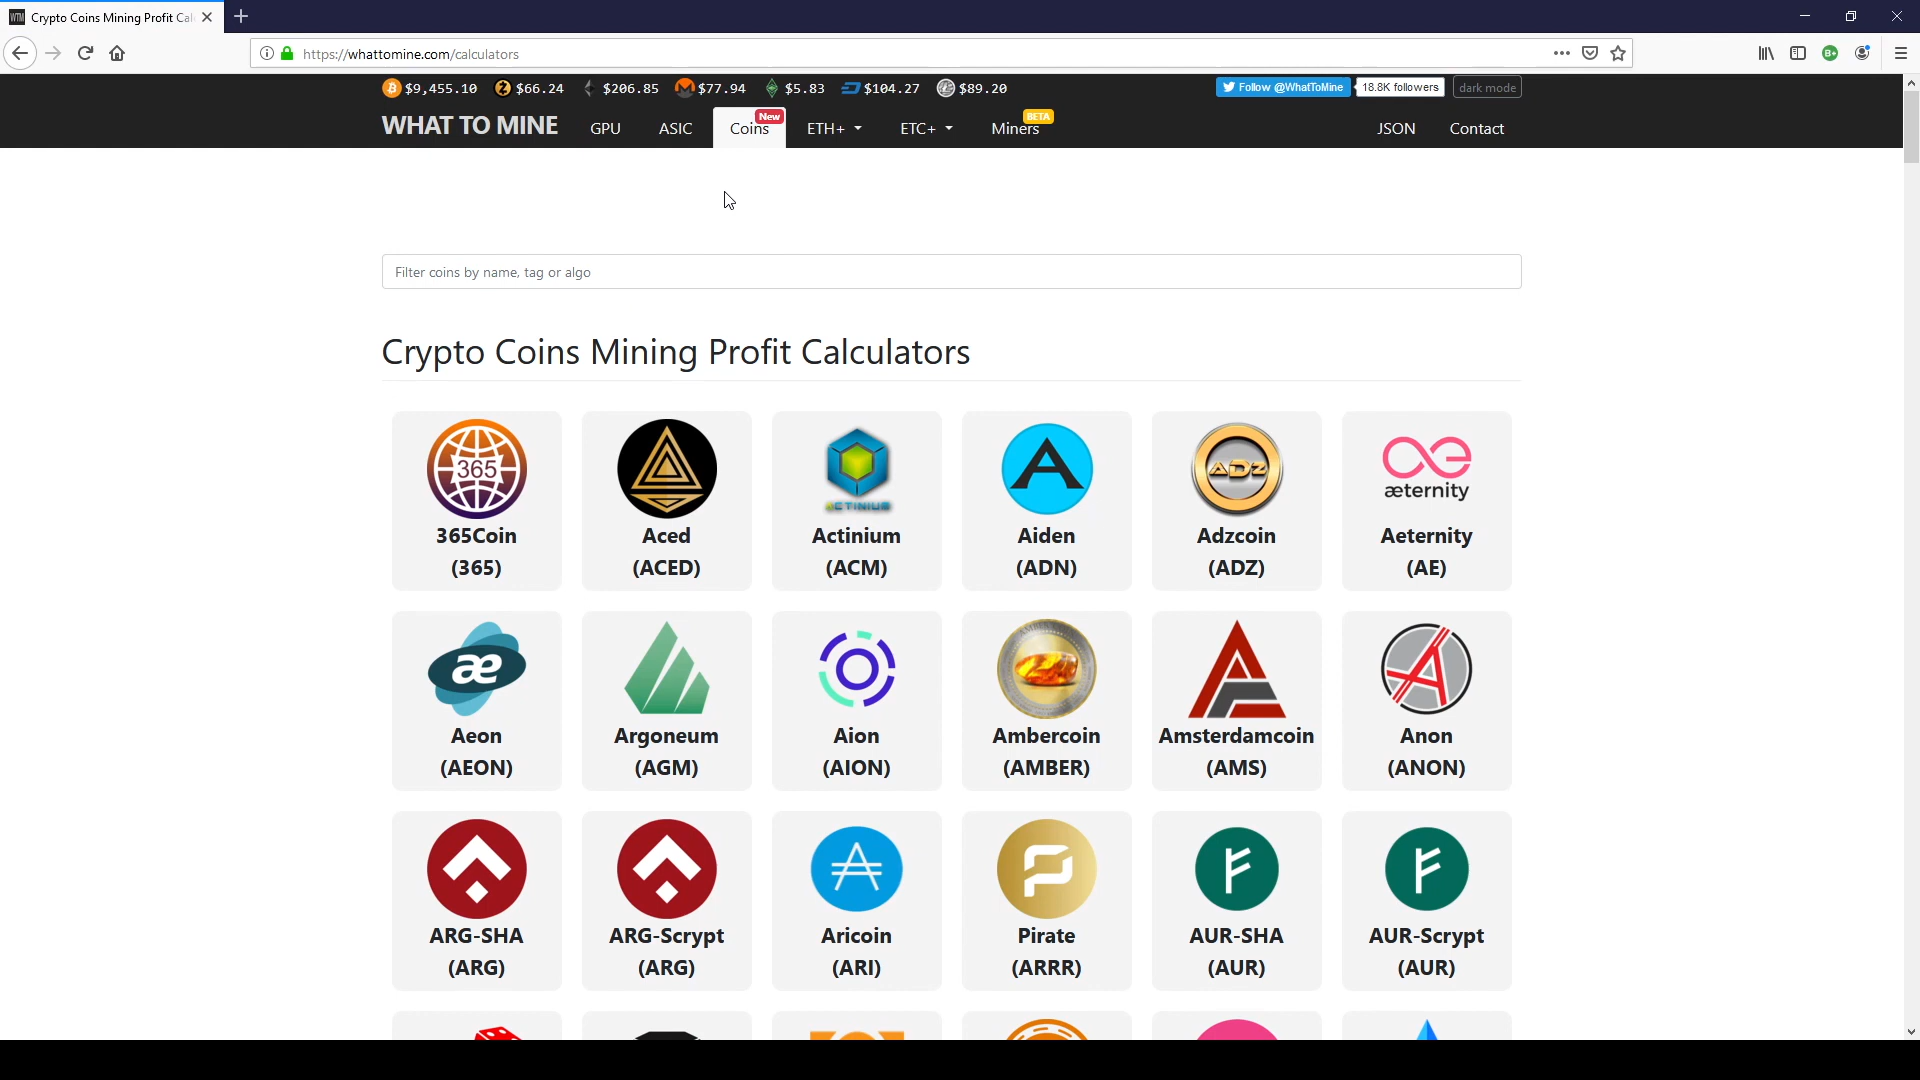 WTM Crypto Coins Mining Profit Cal
https://whattomine.com/calculators
$9,455.10 $66.24 $206.85 $77.94 $5.83 $104.27 $89.20 Follow @WhatToMine 18.8K followers dark mode
WHAT TO MINE GPU ASIC Coins New ETH+ ETC+ Miners BETA JSON Contact
Filter coins by name, tag or algo
Crypto Coins Mining Profit Calculators
365 ADZ æternity
ACTINIUM
365Coin Aced Actinium Aiden Adzcoin Aeternity
(365) (ACED) (ACM) (ADN) (ADZ) (AE)
æ
Aeon Argoneum Aion Ambercoin Amsterdamcoin Anon
(AEON) (AGM) (AION) (AMBER) (AMS) (ANON)
ARG-SHA ARG-Scrypt Aricoin Pirate AUR-SHA AUR-Scrypt
(ARG) (ARG) (ARI) (ARRR) (AUR) (AUR)